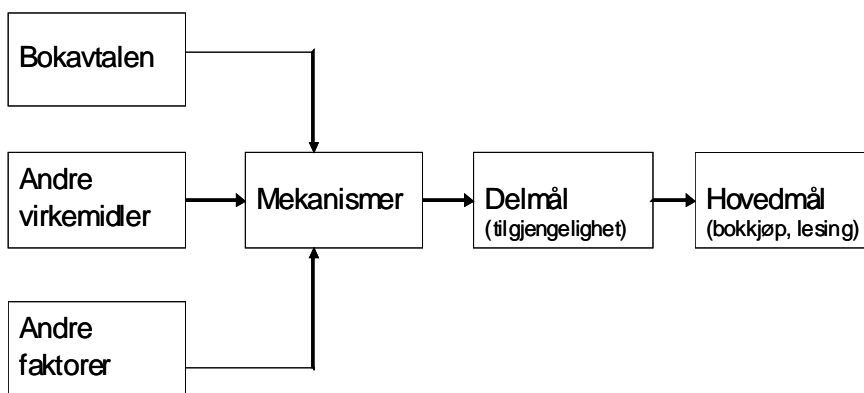 Bokavtalen
Andre
virkemidler
Mekanismer
Delmål
(tilgjengelighet)
Hovedmål
(bokkjøp, lesing)
Andre
faktorer